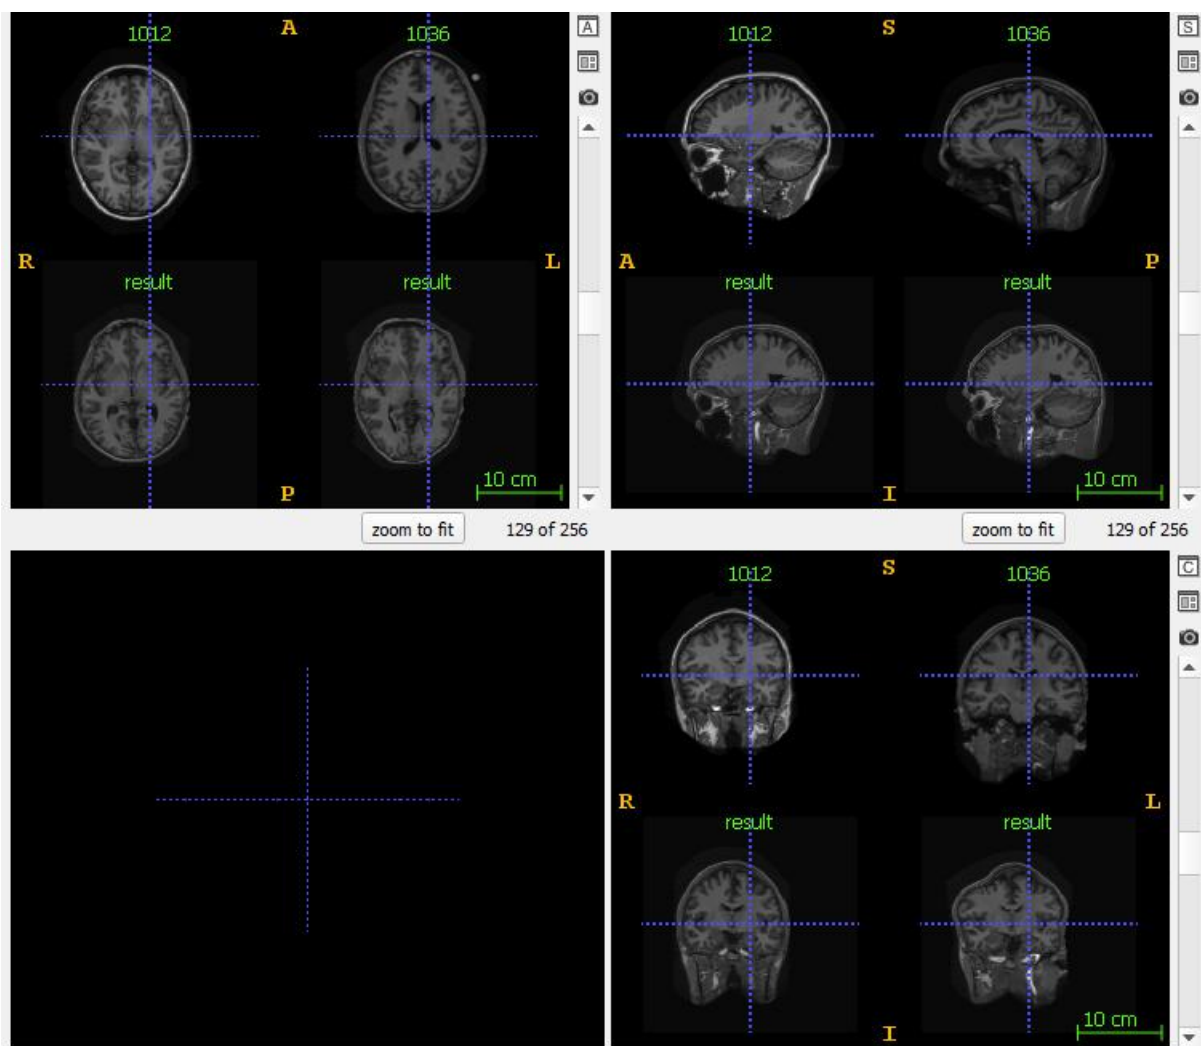 A
1012
1036
A
R
L
result
result
10 cm
P
zoom to fit
129 of 256
S
1012
1036
S
A
P
result
result
10 cm
I
zoom to fit
129 of 256
S
1012
1036
C
R
L
result
result
10 cm
I